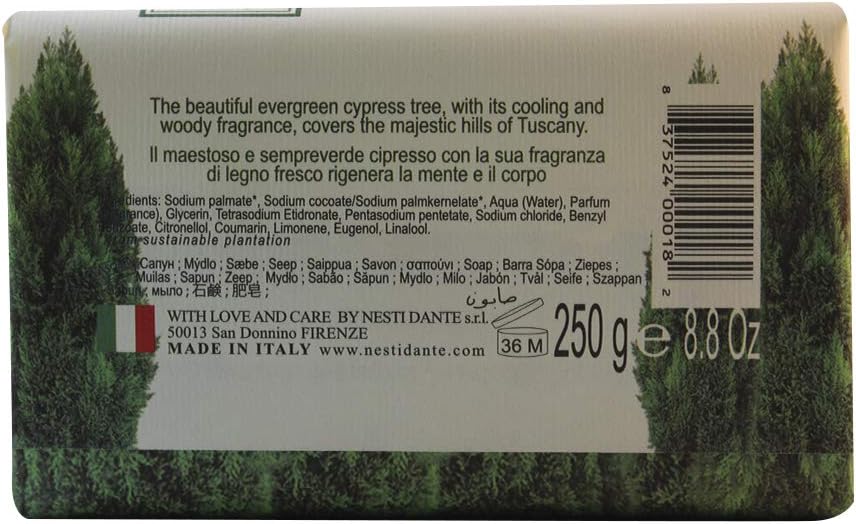 The beautiful evergreen cypress tree, with its cooling and
woody fragrance, covers the majestic hills of Tuscany.
Il maestoso e sempreverde cipresso con la sua fragranza
di legno fresco rigenera la mente e il corpo
Sodium palmate*, Sodium cocoate/Sodium palmkernelate*, Aqua (Water), Parfum
Glycerin, Tetrasodium Etidronate, Pentasodium pentetate, Sodium chloride, Benzyl
Citronellol, Coumarin, Limonene, Eugenol, Linalool.
sustainable plantation
Сапун ; Mýdlo ; Sæbe ; Seep ; Saippua ; Savon ; σαπούνι ; Soap ; Barra Sópa ; Ziepes ;
Muilas ; Sapun ; Zeep ; Mydło ; Sabão ; Săpun ; Mydlo ; Milo ; Jabón ; Tvål ; Seife ; Szappan
мыло ; 石鹸 ; 肥皂 ;
صابون
WITH LOVE AND CARE BY NESTI DANTE s.r.l.
50013 San Donnino FIRENZE
MADE IN ITALY www.nestidante.com
36 M
250 g e 8.8 Oz
8 37524 00018 2